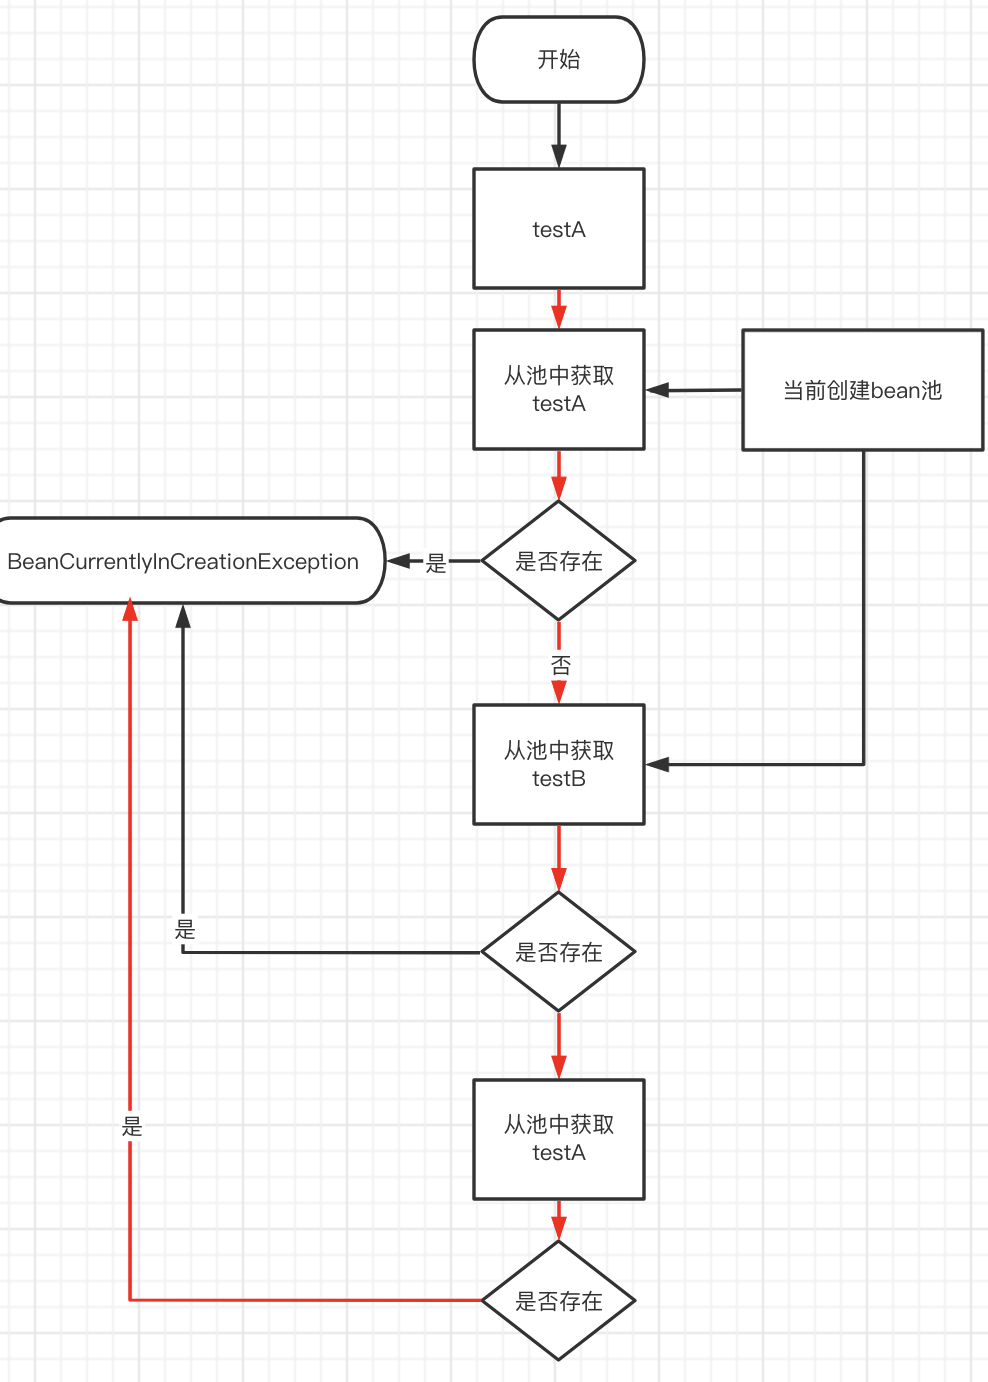 开始
testA
从池中获取
testA
当前创建bean池
是否存在
是
BeanCurrentlyInCreationException
否
从池中获取
testB
是
是否存在
从池中获取
testA
是
是否存在